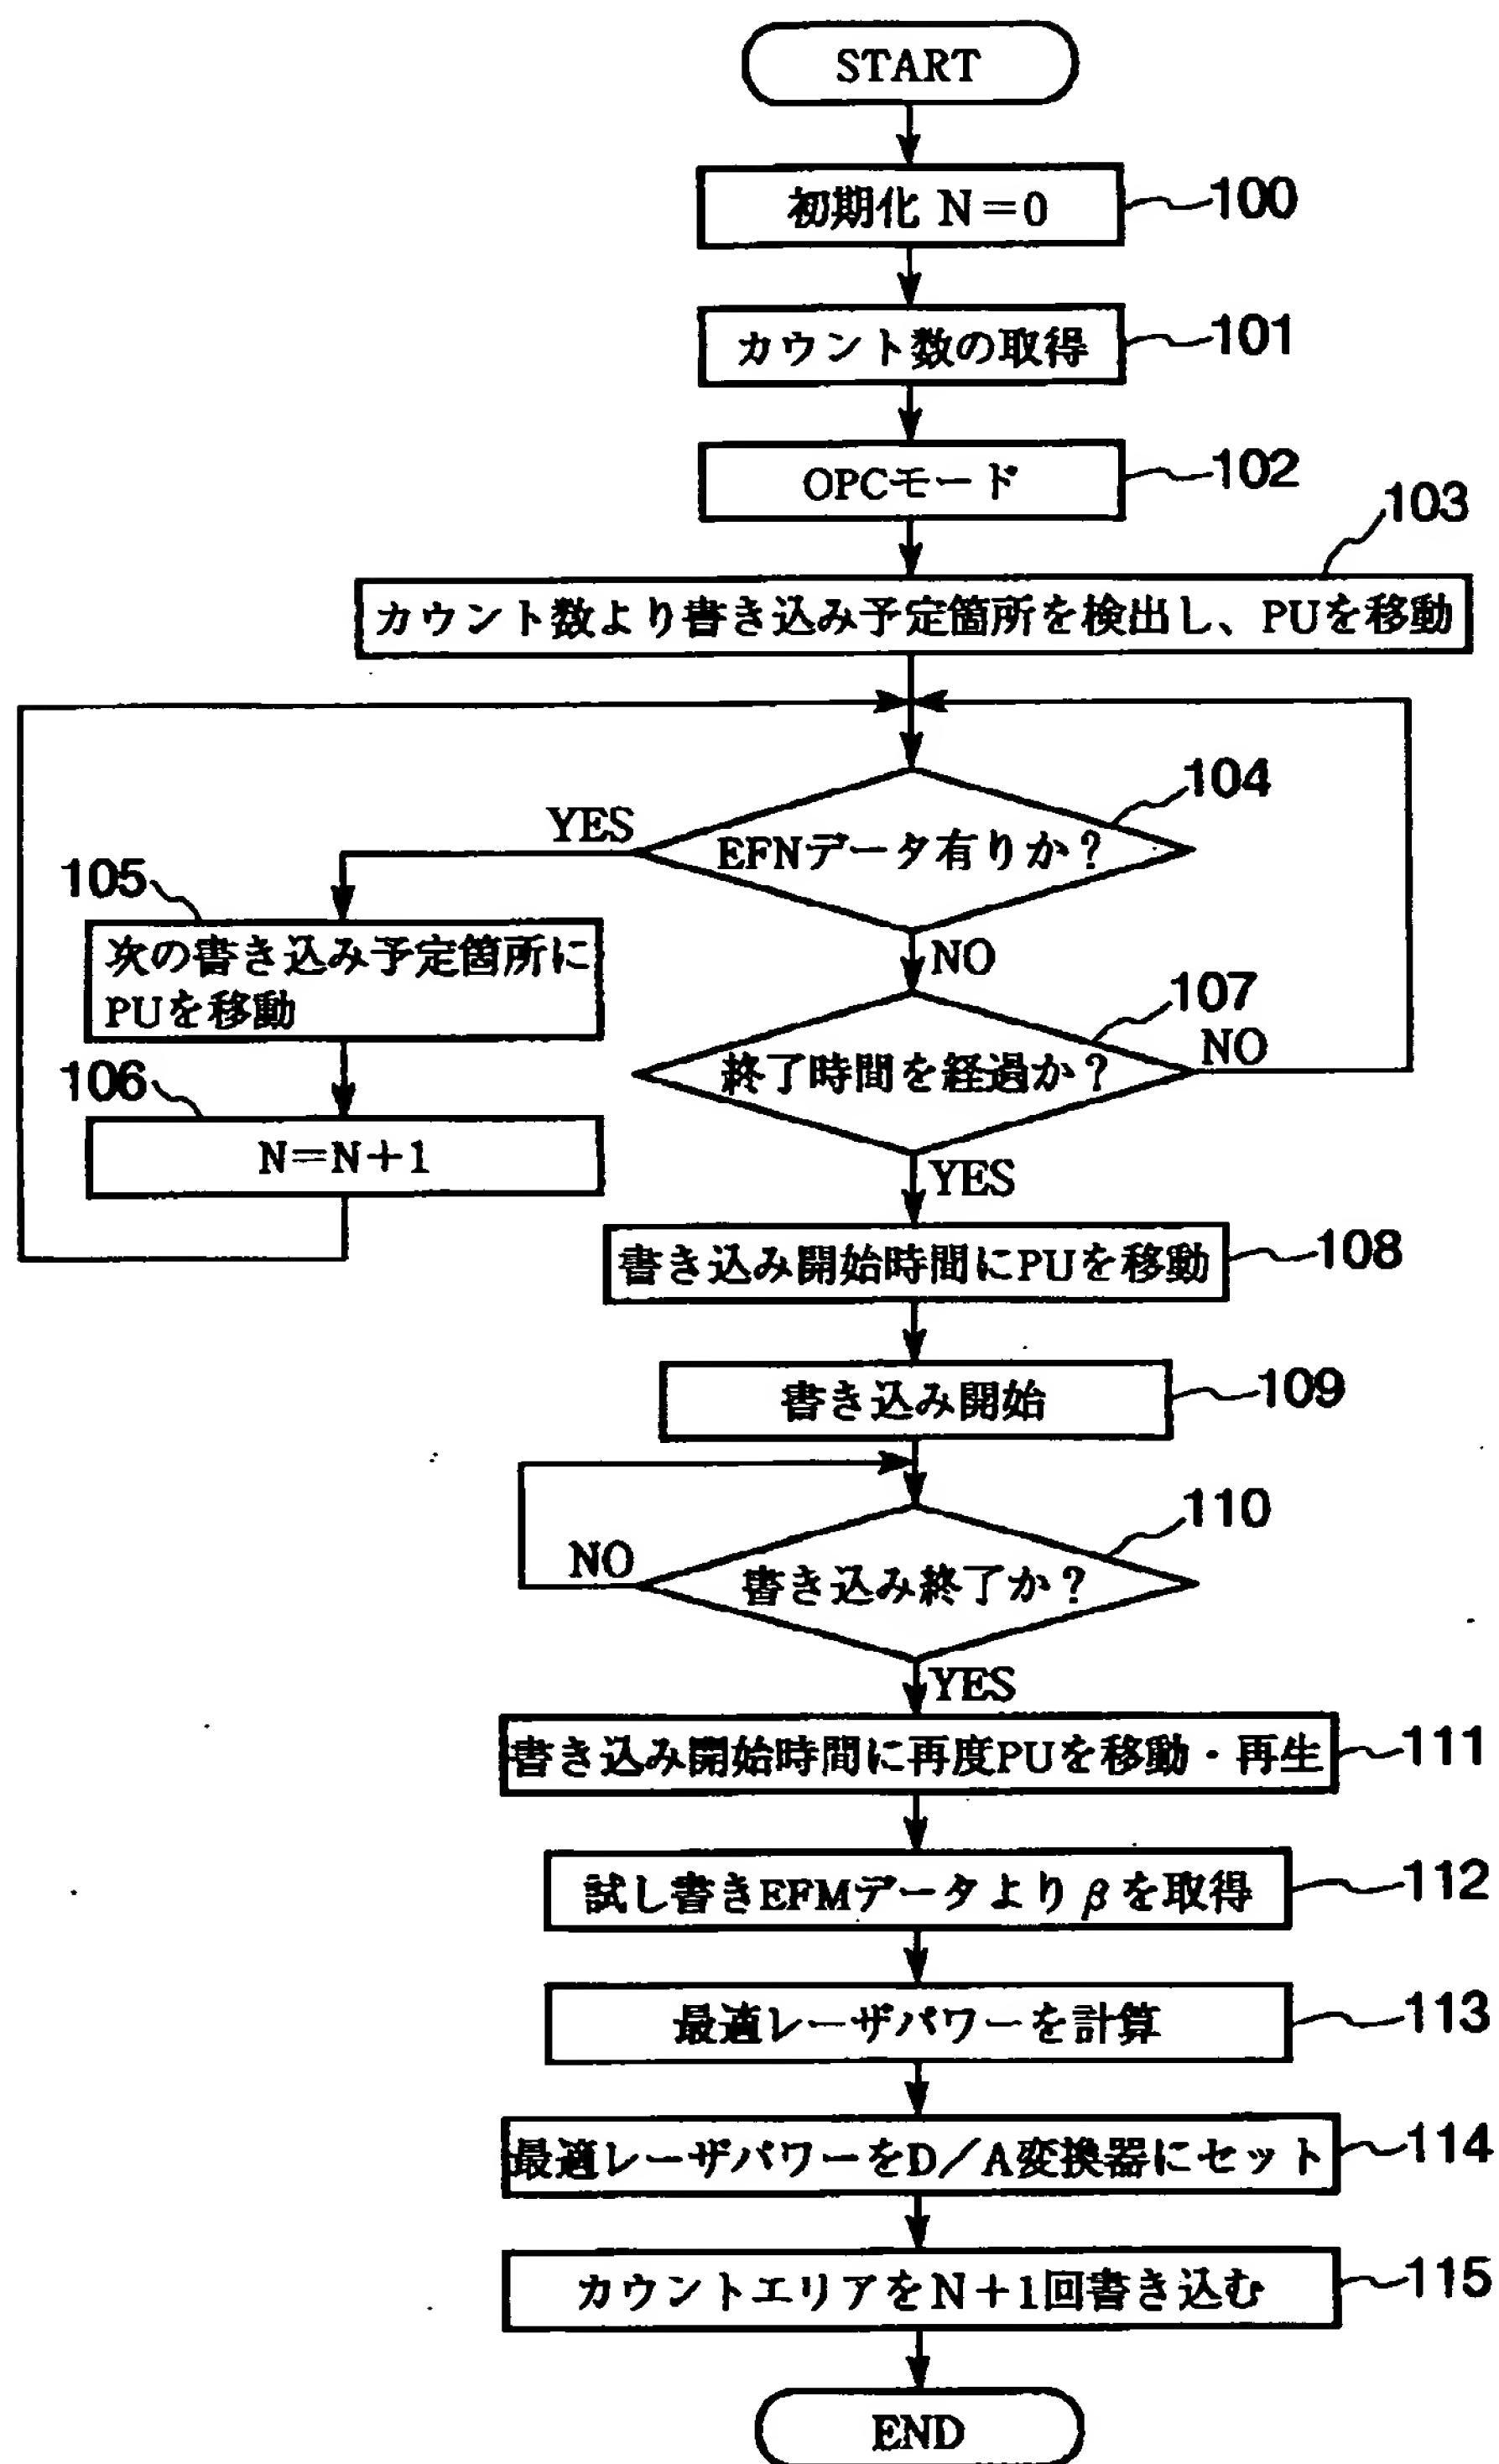 START
初期化 N=0
100
カウント数の取得
101
OPCモード
102
103
カウント数より書き込み予定箇所を検出し、PUを移動
104
YES
EFNデータ有りか?
105
次の書き込み予定箇所に
PUを移動
NO
107
終了時間を経過か?
NO
106
N=N+1
YES
書き込み開始時間にPUを移動
108
書き込み開始
109
110
NO
書き込み終了か?
YES
書き込み開始時間に再度PUを移動・再生
111
試し書きEFMデータよりβを取得
112
最適レーザパワーを計算
113
最適レーザパワーをD/A変換器にセット
114
カウントエリアをN+1回書き込む
115
END